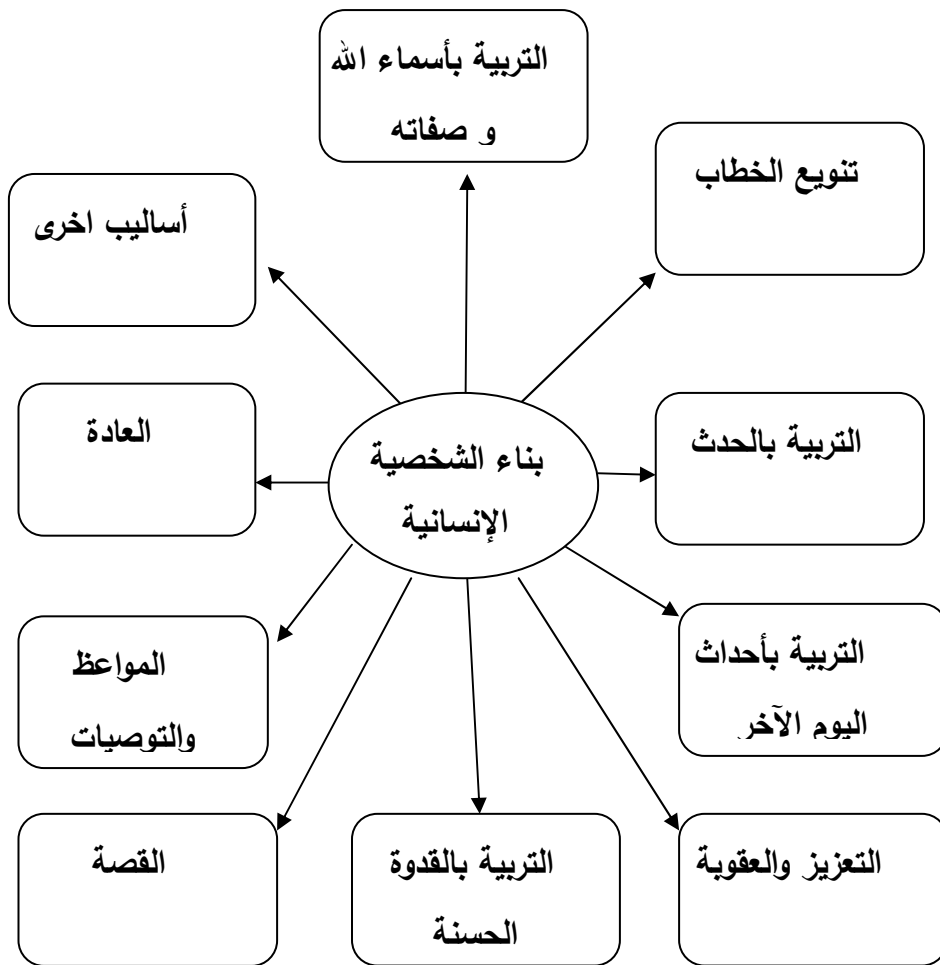 التربية بأسماء الله
و صفاته
تنويع الخطاب
أساليب اخرى
العادة
التربية بالحدث
بناء الشخصية
الإنسانية
المواعظ
والتوصيات
التربية بأحداث
اليوم الآخر
القصة
التربية بالقدوة
الحسنة
التعزيز والعقوبة